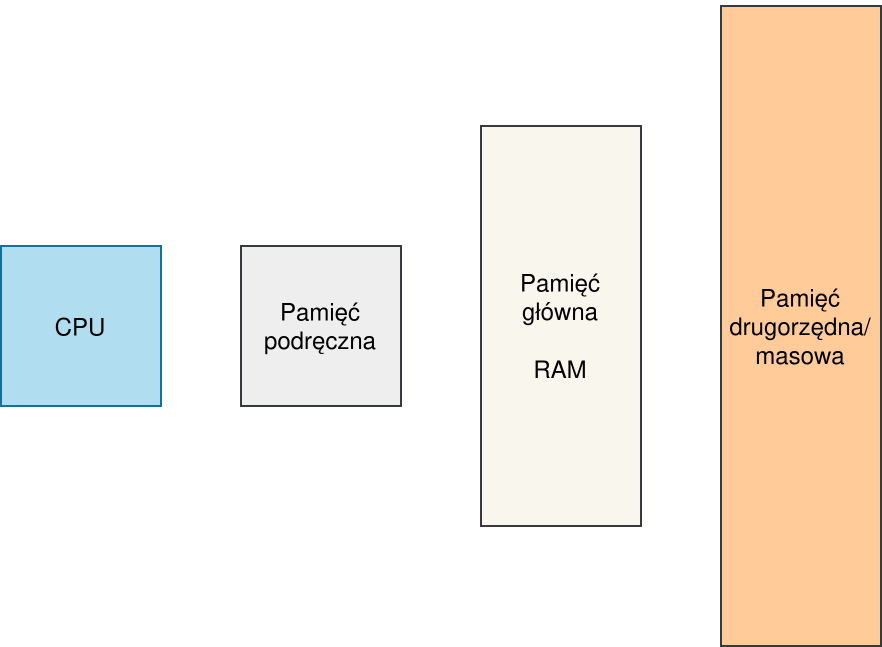 CPU
Pamięć
podręczna
Pamięć
główna
RAM
Pamięć
drugorzędna/
masowa